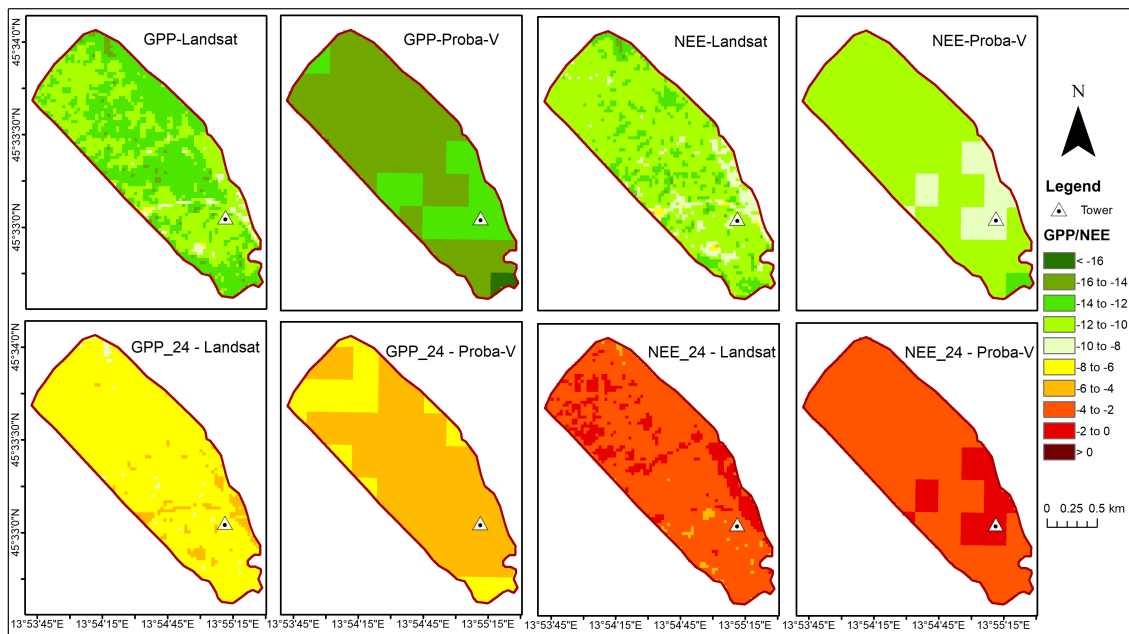 GPP-Landsat
GPP-Proba-V
NEE-Landsat
NEE-Proba-V
45°34'0"N
45°33'30"N
45°33'0"N
N
Legend
Tower
GPP/NEE
< -16
-16 to -14
-14 to -12
-12 to -10
-10 to -8
-8 to -6
-6 to -4
-4 to -2
-2 to 0
> 0
0 0.25 0.5 km
GPP_24 - Landsat
GPP_24 - Proba-V
NEE_24 - Landsat
NEE_24 - Proba-V
45°34'0"N
45°33'30"N
45°33'0"N
13°53'45"E 13°54'15"E 13°54'45"E 13°55'15"E 13°53'45"E 13°54'15"E 13°54'45"E 13°55'15"E 13°53'45"E 13°54'15"E 13°54'45"E 13°55'15"E 13°53'45"E 13°54'15"E 13°54'45"E 13°55'15"E